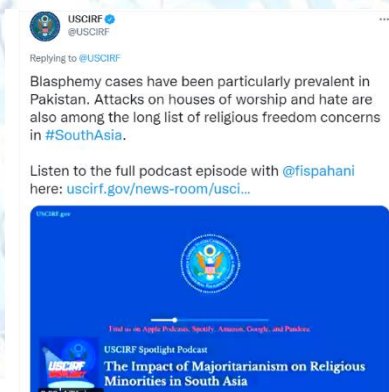 USCIRF
@USCIRF
Replying to @USCIRF
Blasphemy cases have been particularly prevalent in
Pakistan. Attacks on houses of worship and hate are
also among the long list of religious freedom concerns
in #SouthAsia.
Listen to the full podcast episode with @fispahani
here: uscirf.gov/news-room/usci...
USCIRF.gov
Find us on Apple Podcasts, Spotify, Amazon, Google, and Pandora.
USCIRF Spotlight Podcast
USCIRF
The Impact of Majoritarianism on Religious
Minorities in South Asia